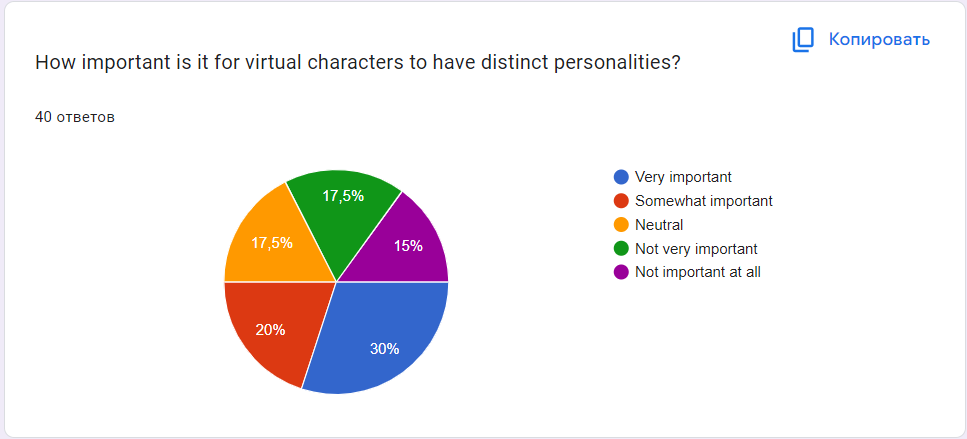 Копировать
How important is it for virtual characters to have distinct personalities?
40 ответов
17,5%
17,5%
15%
20%
30%
Very important
Somewhat important
Neutral
Not very important
Not important at all